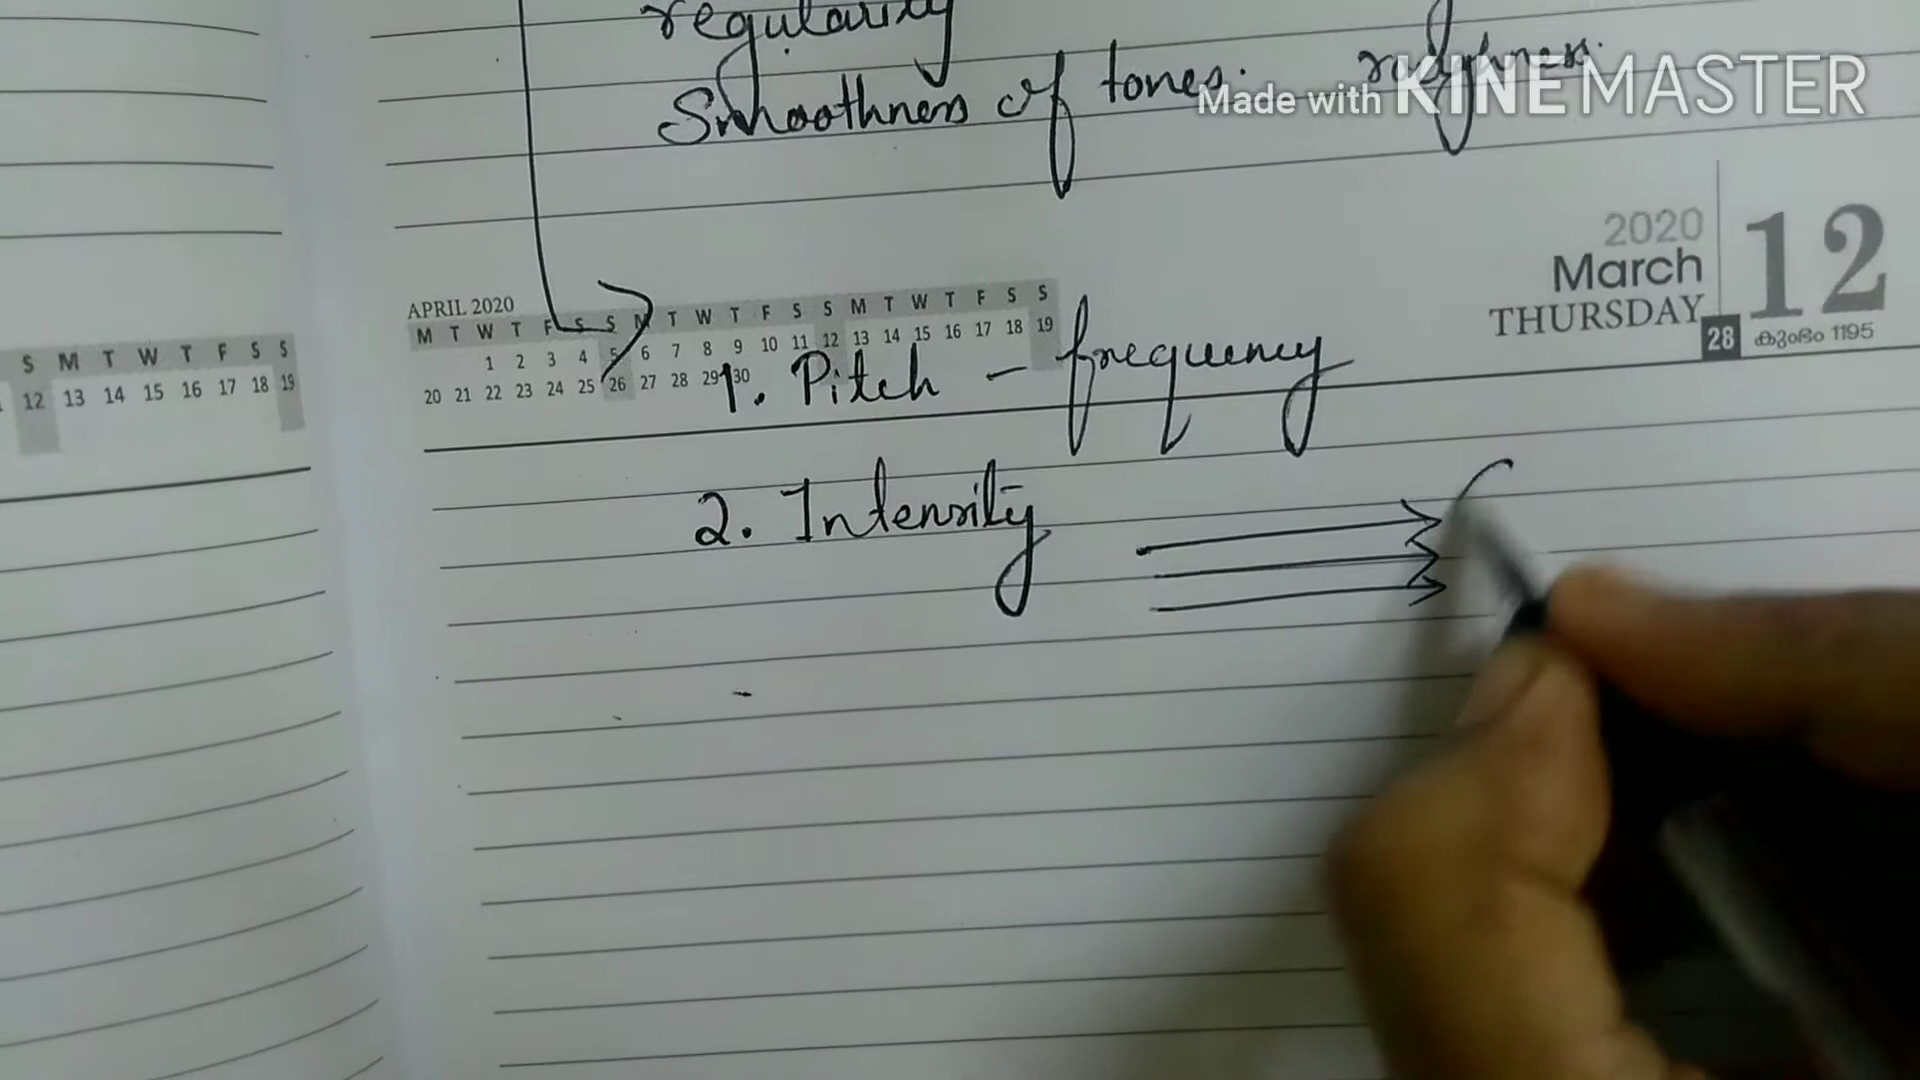 regularity
Smoothness of tones.
Made with KINEMASTER
2020
March
THURSDAY
12
28
കുംഭം 1195
APRIL 2020
M T W T F S S M T W T F S S M T W T F S S
1 2 3 4 5 6 7 8 9 10 11 12 13 14 15 16 17 18 19
20 21 22 23 24 25 26 27 28 29 30
S M T W T F S S
12 13 14 15 16 17 18 19
1. Pitch - frequency
2. Intensity